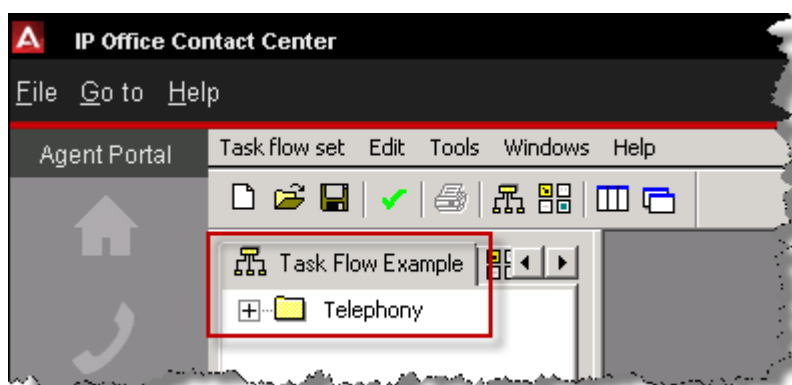 IP Office Contact Center
File Go to Help
Agent Portal
Task flow set Edit Tools Windows Help
Task Flow Example
Telephony